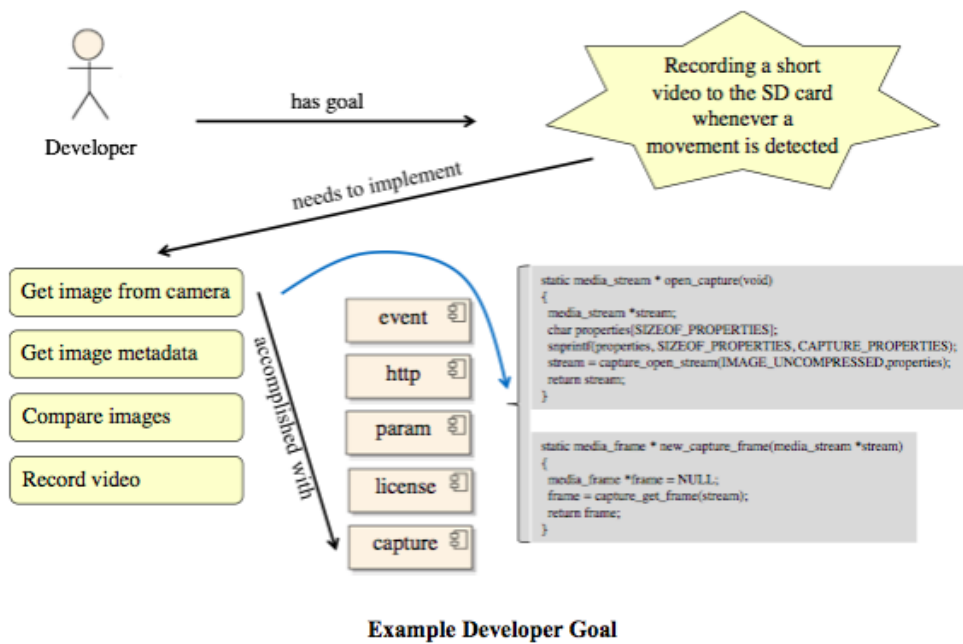 Recording a short
video to the SD card
whenever a
movement is detected
has goal
Developer
needs to implement
Get image from camera
Get image metadata
Compare images
Record video
accomplished with
event
http
param
license
capture
static media_stream * open_capture(void)
{
media_stream *stream;
char properties[SIZEOF_PROPERTIES];
snprintf(properties, SIZEOF_PROPERTIES, CAPTURE_PROPERTIES);
stream = capture_open_stream(IMAGE_UNCOMPRESSED,properties);
return stream;
}
static media_frame * new_capture_frame(media_stream *stream)
{
media_frame *frame = NULL;
frame = capture_get_frame(stream);
return frame;
}
Example Developer Goal